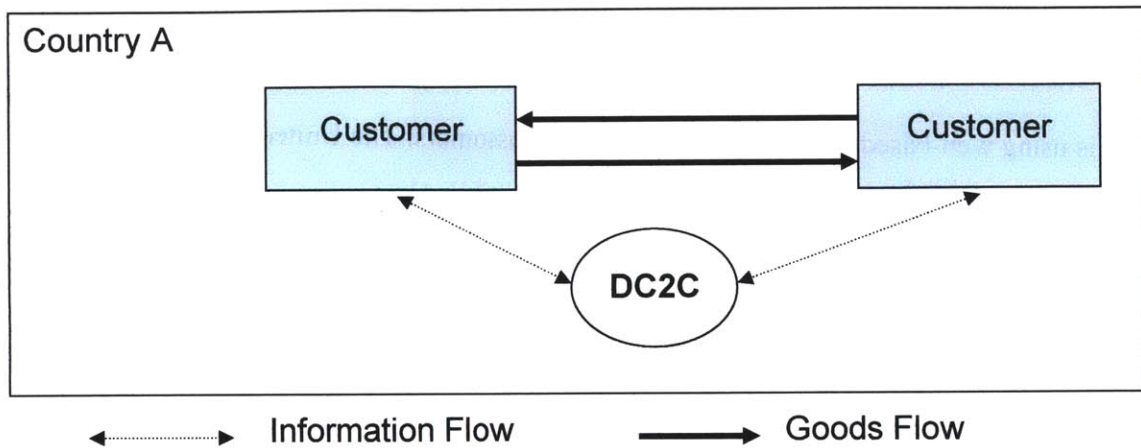 Country A
Customer
Customer
DC2C
Information Flow
Goods Flow